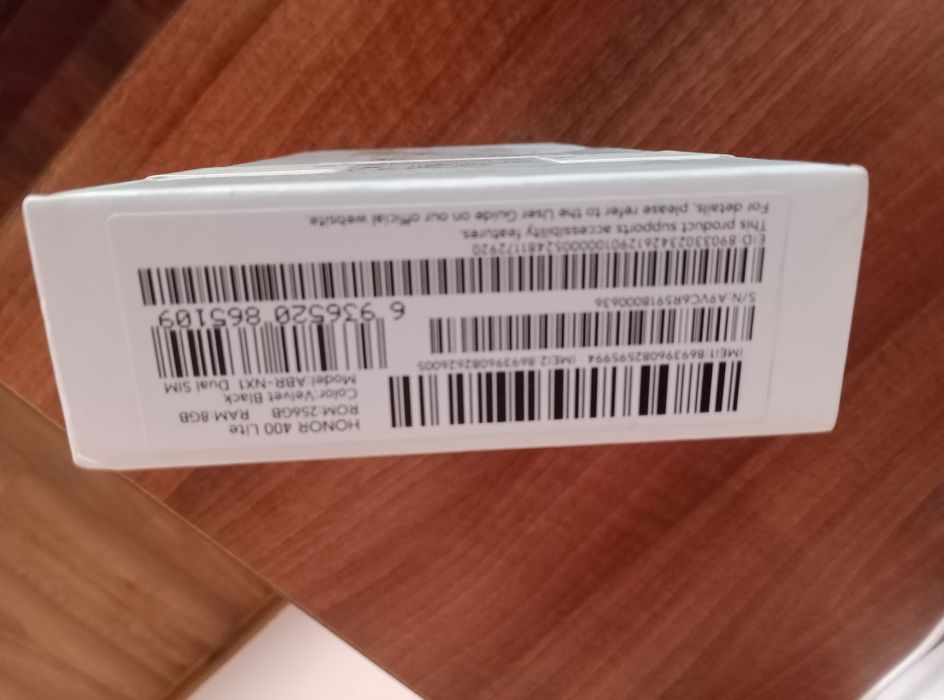 HONOR 400 Lite
ROM:256GB RAM:8GB
Color:Velvet Black
Model:ABR-NX1 Dual SIM
6 936520 865109
IMEI1:869396082595994 IMEI2:869396082626005
S/N:A9VC6R5918000636
EID:89033023426129010000005248117292​0
This product supports accessibility features.
For details, please refer to the User Guide on our official website.